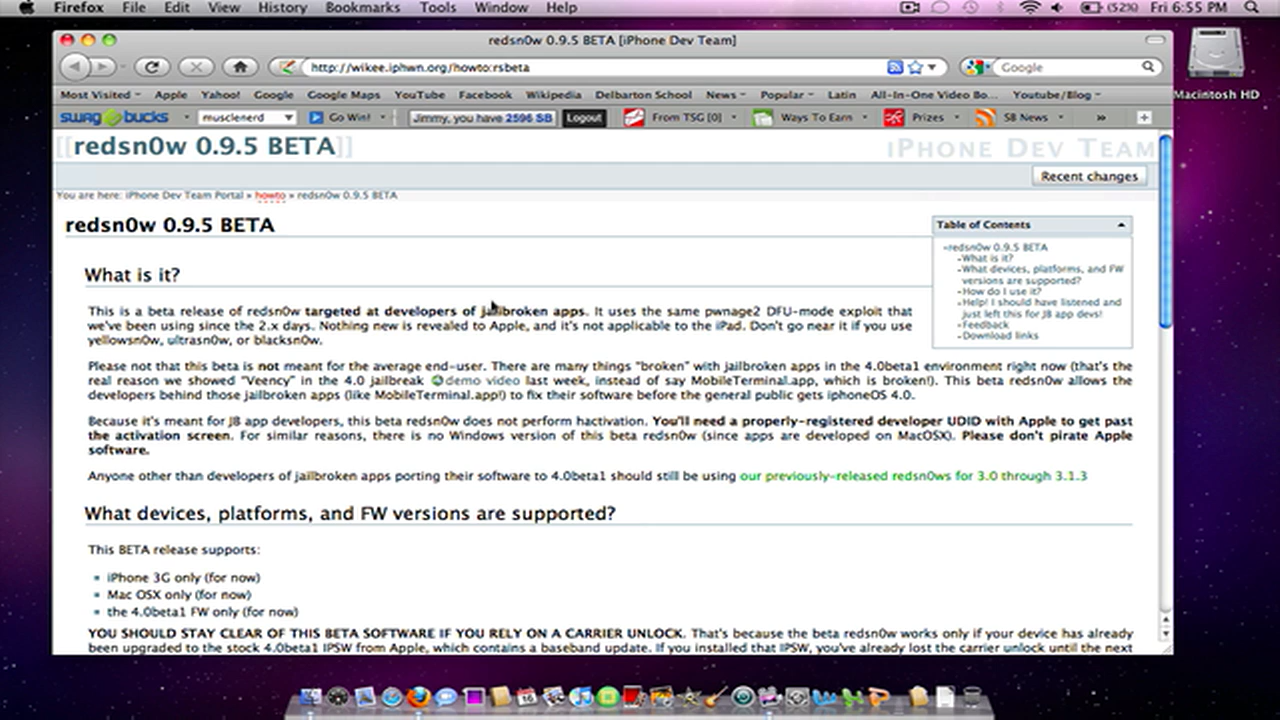 Firefox File Edit View History Bookmarks Tools Window Help (52%) Fri 6:55 PM
redsn0w 0.9.5 BETA [iPhone Dev Team]
http://wikee.iphwn.org/howto:rsbeta Google
Most Visited Apple Yahoo! Google Google Maps YouTube Facebook Wikipedia Delbarton School News Popular Latin All-In-One Video Bo... Youtube/Blog
Macintosh HD
swagbucks musclenerd Go Win! Jimmy, you have 2596 SB Logout From TSG [0] Ways To Earn Prizes SB News »
[[redsn0w 0.9.5 BETA]] iPhone Dev Team
Recent changes
You are here: iPhone Dev Team Portal » howto » redsn0w 0.9.5 BETA
redsn0w 0.9.5 BETA
Table of Contents
redsn0w 0.9.5 BETA
What is it?
What devices, platforms, and FW
versions are supported?
How do I use it?
Help! I should have listened and
just left this for JB app devs!
Feedback
Download links
What is it?
This is a beta release of redsn0w targeted at developers of jailbroken apps. It uses the same pwnage2 DFU-mode exploit that
we've been using since the 2.x days. Nothing new is revealed to Apple, and it's not applicable to the iPad. Don't go near it if you use
yellowsn0w, ultrasn0w, or blacksn0w.
Please not that this beta is not meant for the average end-user. There are many things "broken" with jailbroken apps in the 4.0beta1 environment right now (that's the
real reason we showed "Veency" in the 4.0 jailbreak demo video last week, instead of say MobileTerminal.app, which is broken!). This beta redsn0w allows the
developers behind those jailbroken apps (like MobileTerminal.app!) to fix their software before the general public gets iphoneOS 4.0.
Because it's meant for JB app developers, this beta redsn0w does not perform hactivation. You'll need a properly-registered developer UDID with Apple to get past
the activation screen. For similar reasons, there is no Windows version of this beta redsn0w (since apps are developed on MacOSX). Please don't pirate Apple
software.
Anyone other than developers of jailbroken apps porting their software to 4.0beta1 should still be using our previously-released redsn0ws for 3.0 through 3.1.3
What devices, platforms, and FW versions are supported?
This BETA release supports:
iPhone 3G only (for now)
Mac OSX only (for now)
the 4.0beta1 FW only (for now)
YOU SHOULD STAY CLEAR OF THIS BETA SOFTWARE IF YOU RELY ON A CARRIER UNLOCK. That's because the beta redsn0w works only if your device has already
been upgraded to the stock 4.0beta1 IPSW from Apple, which contains a baseband update. If you installed that IPSW, you've already lost the carrier unlock until the next